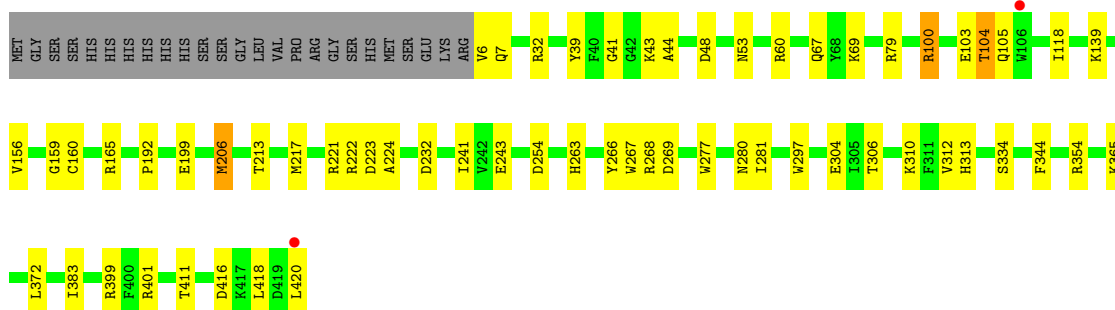 MET GLY SER SER HIS HIS HIS HIS HIS HIS SER SER GLY LEU VAL PRO ARG GLY SER HIS MET SER GLU LYS ARG V6 Q7 R32 Y39 F40 G41 G42 K43 A44 D48 N53 R60 Q67 Y68 K69 R79 R100 E103 T104 Q105 W106 I118 K139
V156 G159 C160 R165 P192 E199 M206 T213 M217 R221 R222 D223 A224 D232 I241 V242 E243 D254 H263 Y266 W267 R268 D269 W277 N280 I281 W297 E304 I305 T306 K310 F311 V312 H313 S334 F344 R354 K365
L372 I383 R399 F400 R401 T411 D416 K417 L418 D419 L420